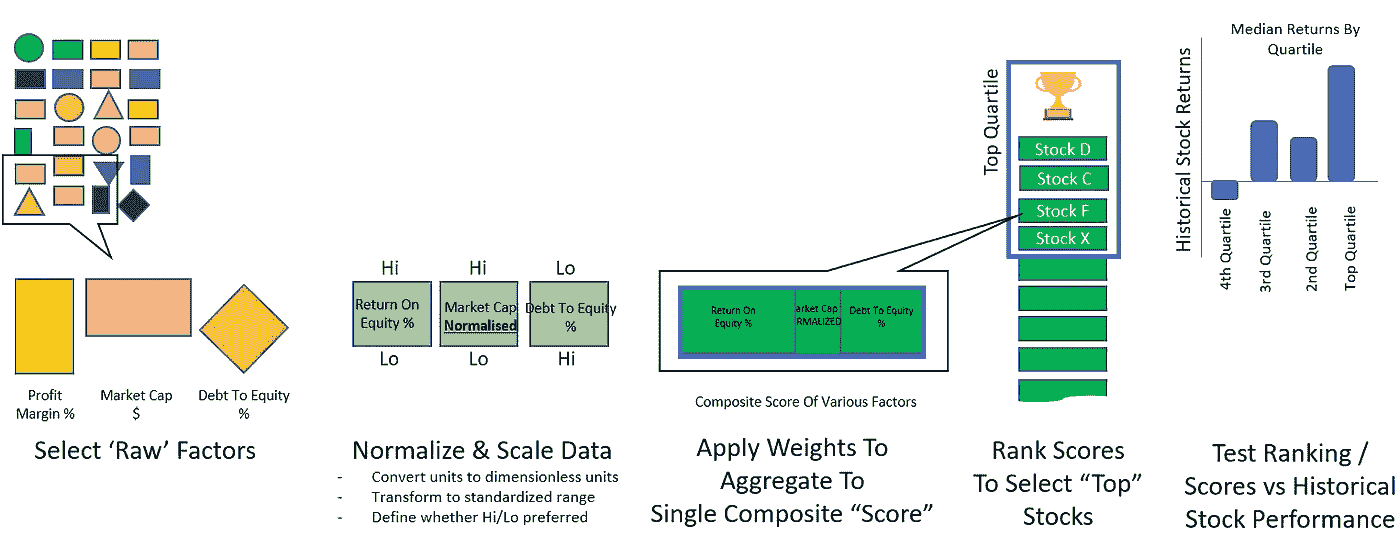 Profit
Margin %
Market Cap
$
Debt To Equity
%
Select ‘Raw’ Factors
Hi
Hi
Lo
Return On
Equity %
Market Cap
Normalised
Debt To Equity
%
Lo
Lo
Hi
Normalize & Scale Data
- Convert units to dimensionless units
- Transform to standardized range
- Define whether Hi/Lo preferred
Return On
Equity %
arket Cap
RMALIZED
Debt To Equity
%
Composite Score Of Various Factors
Apply Weights To
Aggregate To
Single Composite “Score”
Top Quartile
Stock D
Stock C
Stock F
Stock X
Rank Scores
To Select “Top”
Stocks
Median Returns By
Quartile
Historical Stock Returns
4th Quartile
3rd Quartile
2nd Quartile
Top Quartile
Test Ranking /
Scores vs Historical
Stock Performance